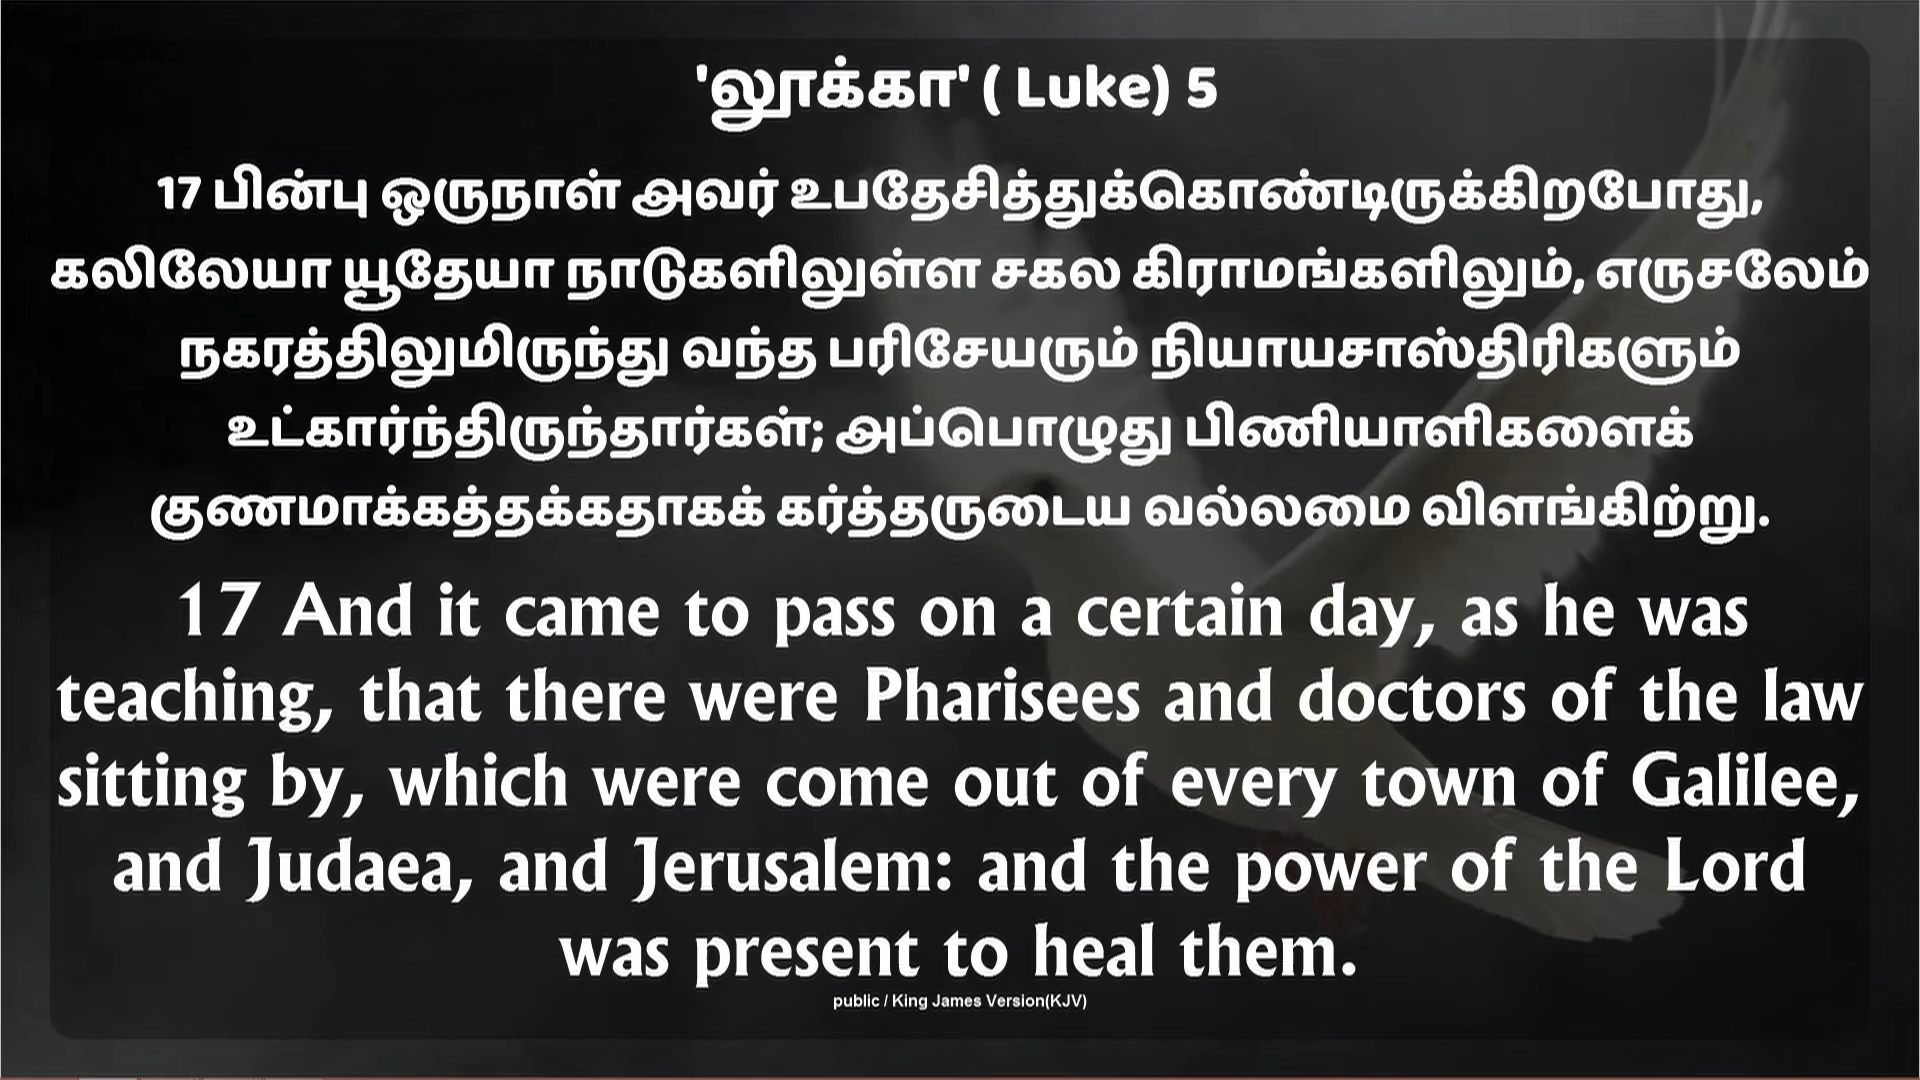 'லூக்கா' ( Luke) 5
17 பின்பு ஒருநாள் அவர் உபதேசித்துக்கொண்டிருக்கிறபோது,
கலிலேயா யூதேயா நாடுகளிலுள்ள சகல கிராமங்களிலும், எருசலேம்
நகரத்திலுமிருந்து வந்த பரிசேயரும் நியாயசாஸ்திரிகளும்
உட்கார்ந்திருந்தார்கள்; அப்பொழுது பிணியாளிகளைக்
குணமாக்கத்தக்கதாகக் கர்த்தருடைய வல்லமை விளங்கிற்று.
17 And it came to pass on a certain day, as he was
teaching, that there were Pharisees and doctors of the law
sitting by, which were come out of every town of Galilee,
and Judaea, and Jerusalem: and the power of the Lord
was present to heal them.
public / King James Version(KJV)